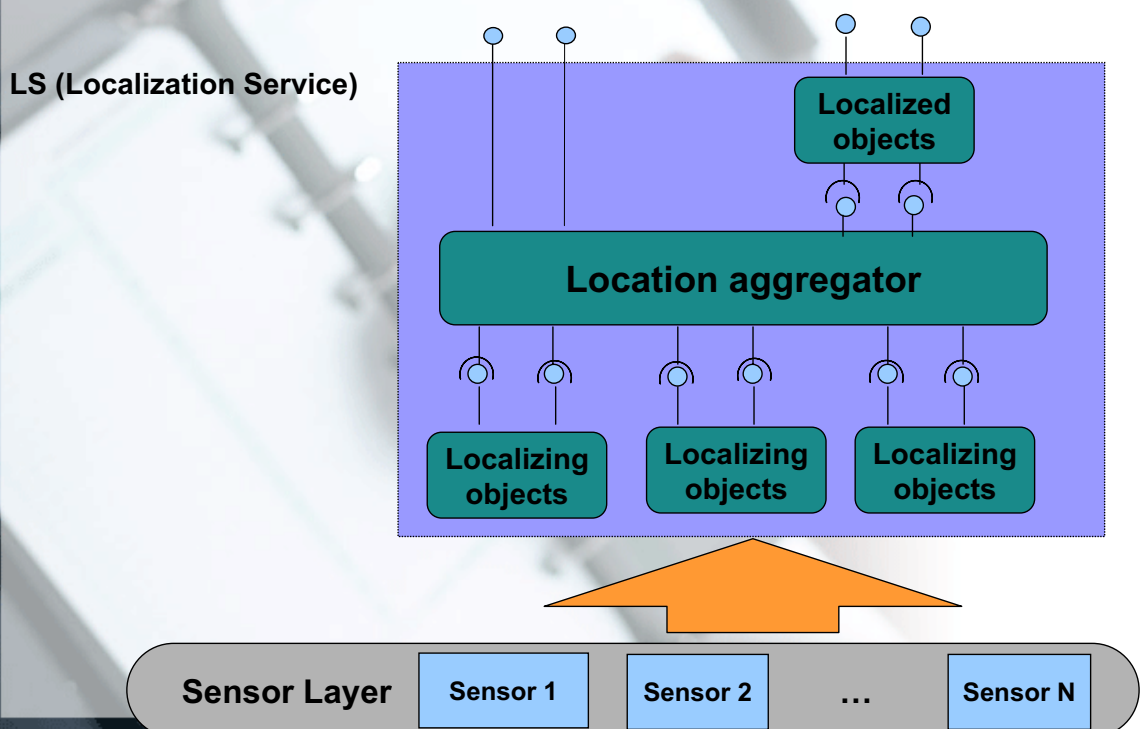 LS (Localization Service)
Localized
objects
Location aggregator
Localizing
objects
Localizing
objects
Localizing
objects
Sensor Layer
Sensor 1
Sensor 2
…
Sensor N